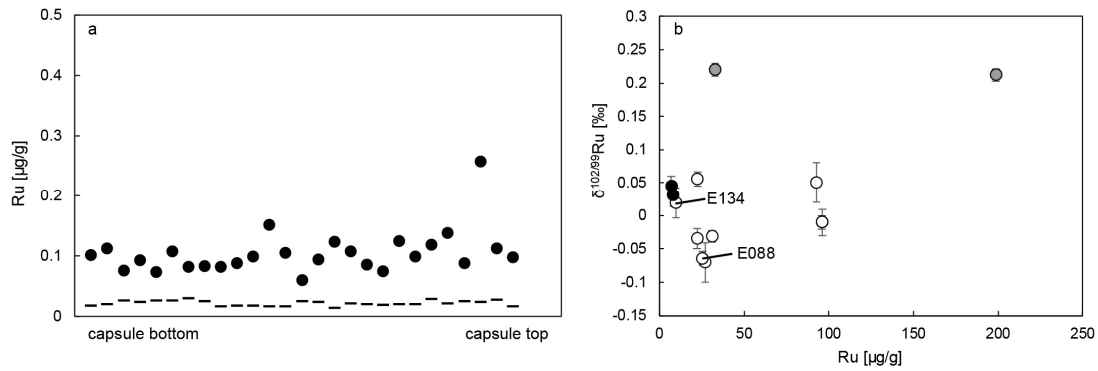 a
0.5
0.4
0.3
0.2
0.1
0
Ru [µg/g]
capsule bottom
capsule top
b
0.3
0.25
0.2
0.15
0.1
0.05
0
-0.05
-0.1
-0.15
δ102/99Ru [‰]
E134
E088
0
50
100
150
200
250
Ru [µg/g]